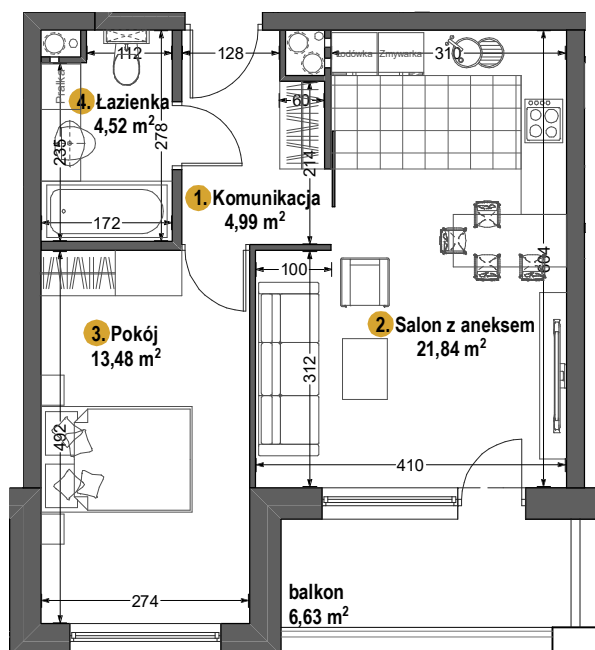 112
128
Lodówka
Zmywarka
310
Pralka
4. Łazienka
4,52 m²
60
235
278
214
1. Komunikacja
4,99 m²
172
664
100
3. Pokój
13,48 m²
2. Salon z aneksem
21,84 m²
312
492
410
274
balkon
6,63 m²